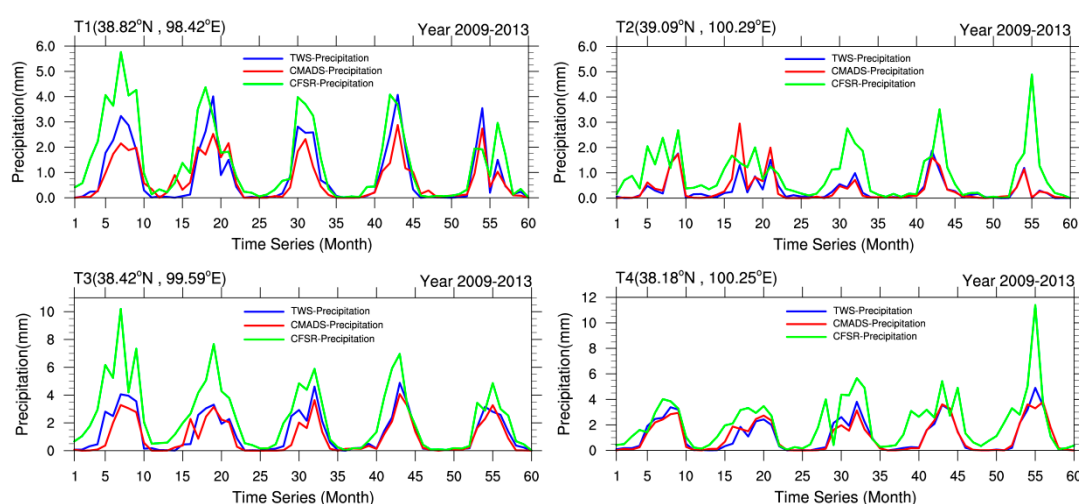 T1(38.82°N , 98.42°E) Year 2009-2013
6.0
5.0
4.0
3.0
2.0
1.0
0.0
Precipitation(mm)
TWS-Precipitation
CMADS-Precipitation
CFSR-Precipitation
1 5 10 15 20 25 30 35 40 45 50 55 60
Time Series (Month)
T2(39.09°N , 100.29°E) Year 2009-2013
6.0
5.0
4.0
3.0
2.0
1.0
0.0
Precipitation(mm)
TWS-Precipitation
CMADS-Precipitation
CFSR-Precipitation
1 5 10 15 20 25 30 35 40 45 50 55 60
Time Series (Month)
T3(38.42°N , 99.59°E) Year 2009-2013
10
8
6
4
2
0
Precipitation(mm)
TWS-Precipitation
CMADS-Precipitation
CFSR-Precipitation
1 5 10 15 20 25 30 35 40 45 50 55 60
Time Series (Month)
T4(38.18°N , 100.25°E) Year 2009-2013
12
10
8
6
4
2
0
Precipitation(mm)
TWS-Precipitation
CMADS-Precipitation
CFSR-Precipitation
1 5 10 15 20 25 30 35 40 45 50 55 60
Time Series (Month)